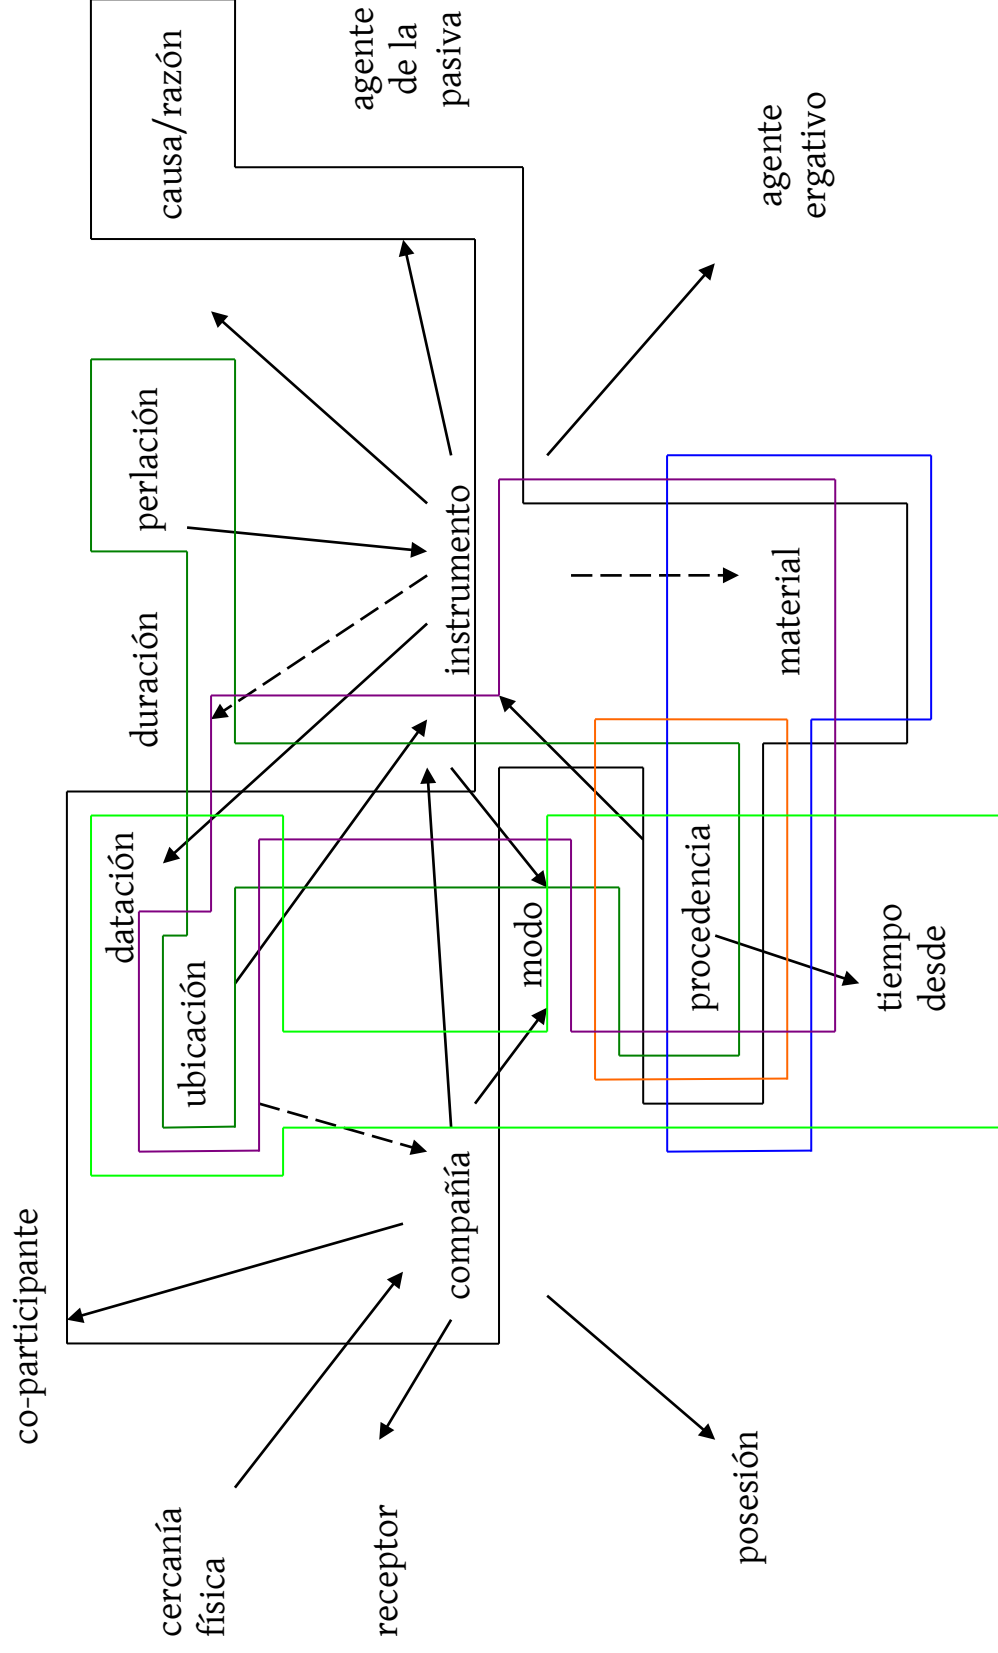 co-participante
datación
duración
perlación
cercanía
física
ubicación
causa/razón
receptor
agente
de la
pasiva
compañía
instrumento
modo
procedencia
posesión
agente
ergativo
material
tiempo
desde